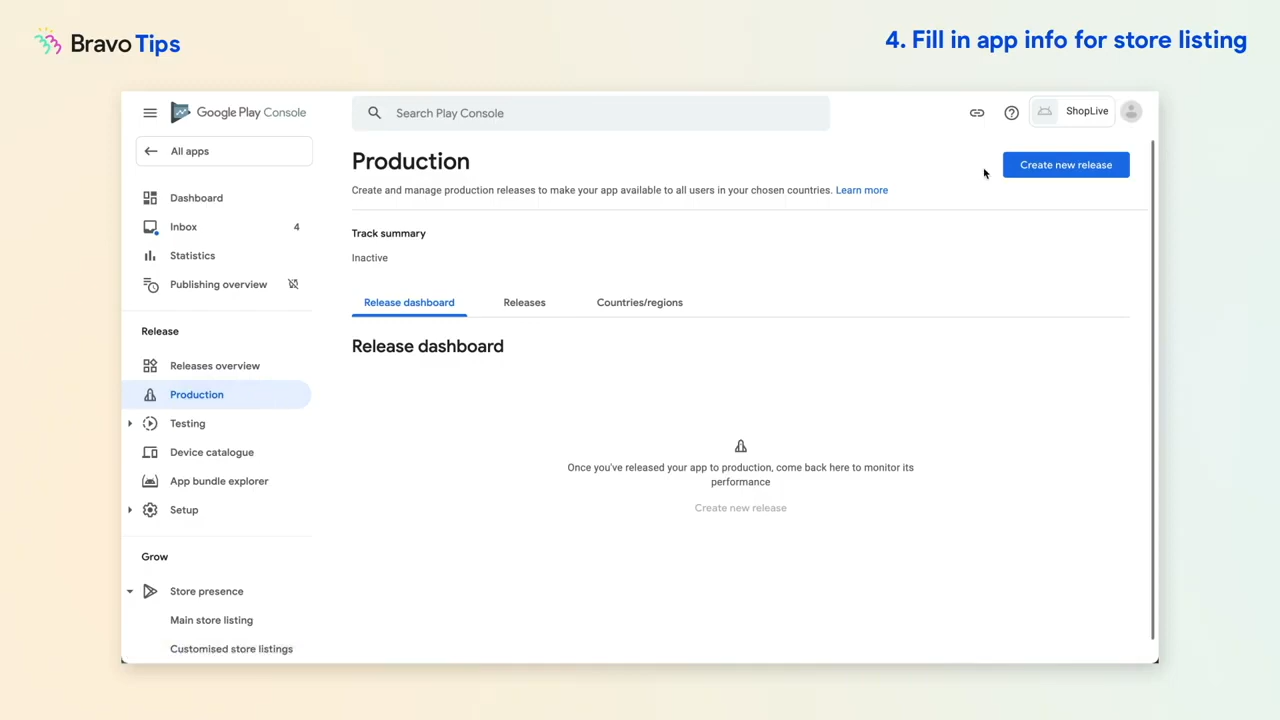 Bravo Tips
4. Fill in app info for store listing
Google Play Console
Search Play Console
ShopLive
All apps
Production
Create new release
Create and manage production releases to make your app available to all users in your chosen countries. Learn more
Dashboard
Inbox 4
Statistics
Publishing overview
Track summary
Inactive
Release dashboard
Releases
Countries/regions
Release
Release dashboard
Releases overview
Production
Testing
Device catalogue
App bundle explorer
Setup
Once you've released your app to production, come back here to monitor its
performance
Create new release
Grow
Store presence
Main store listing
Customised store listings